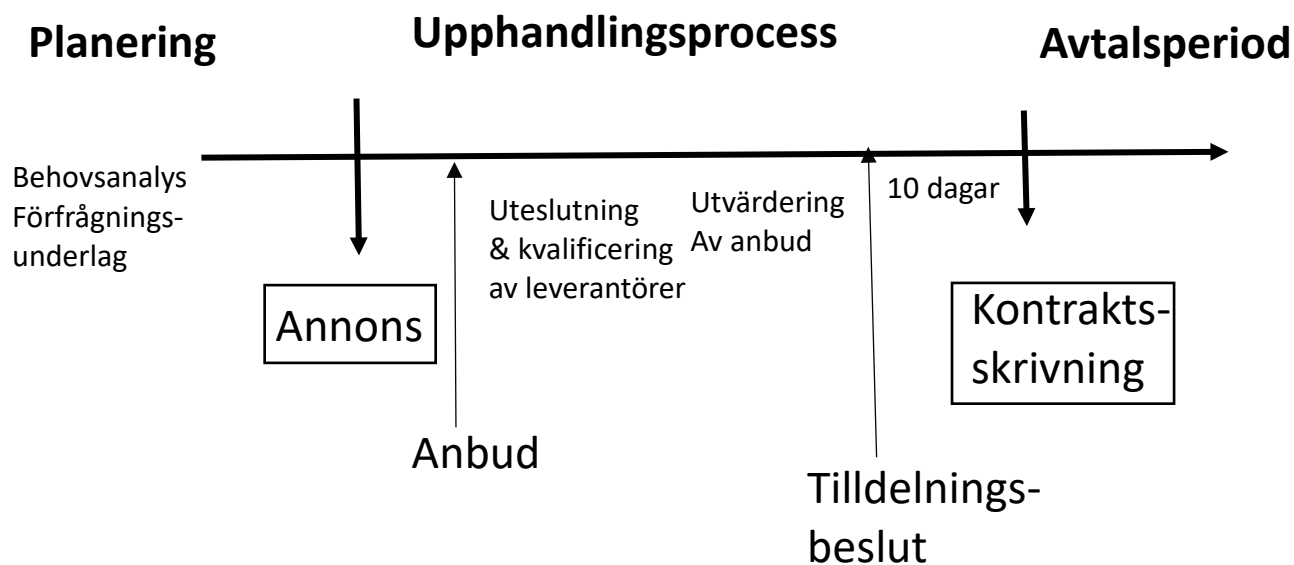 Planering
Upphandlingsprocess
Avtalsperiod
Behovsanalys
Förfrågnings-
underlag
Uteslutning
& kvalificering
av leverantörer
Utvärdering
Av anbud
10 dagar
Annons
Kontrakts-
skrivning
Anbud
Tilldelnings-
beslut